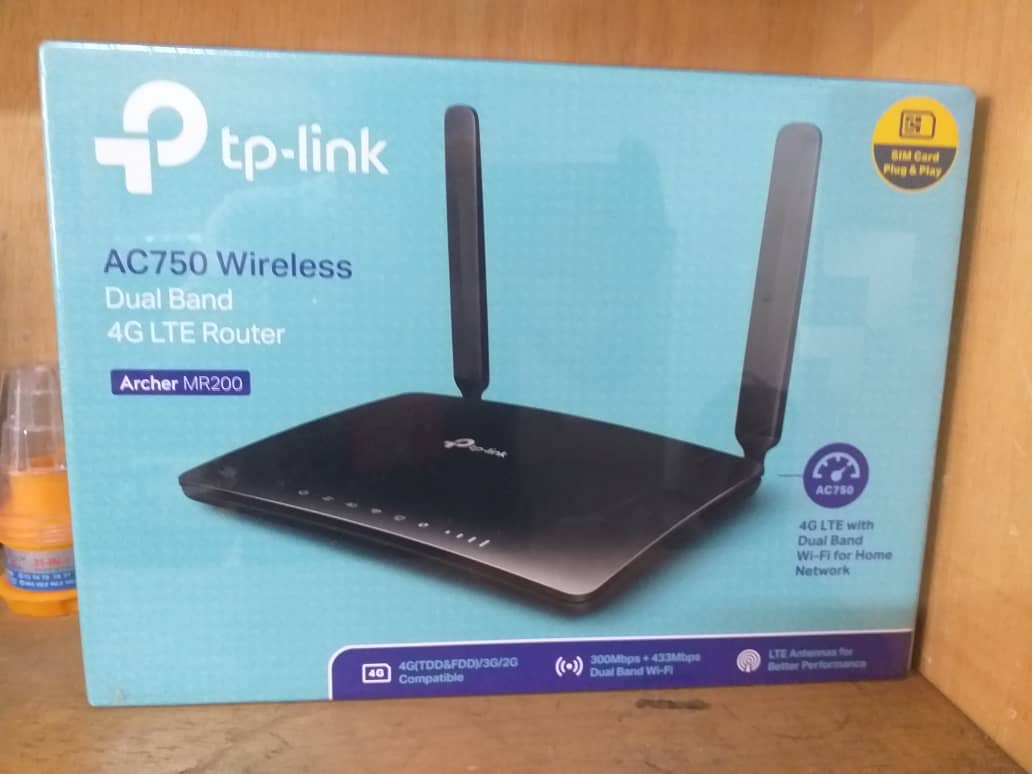 tp-link
SIM Card
Plug & Play
AC750 Wireless
Dual Band
4G LTE Router
Archer MR200
tp-link
AC750
4G LTE with
Dual Band
Wi-Fi for Home
Network
4G
4G(TDD&FDD)/3G/2G
Compatible
300Mbps + 433Mbps
Dual Band Wi-Fi
LTE Antennas for
Better Performance